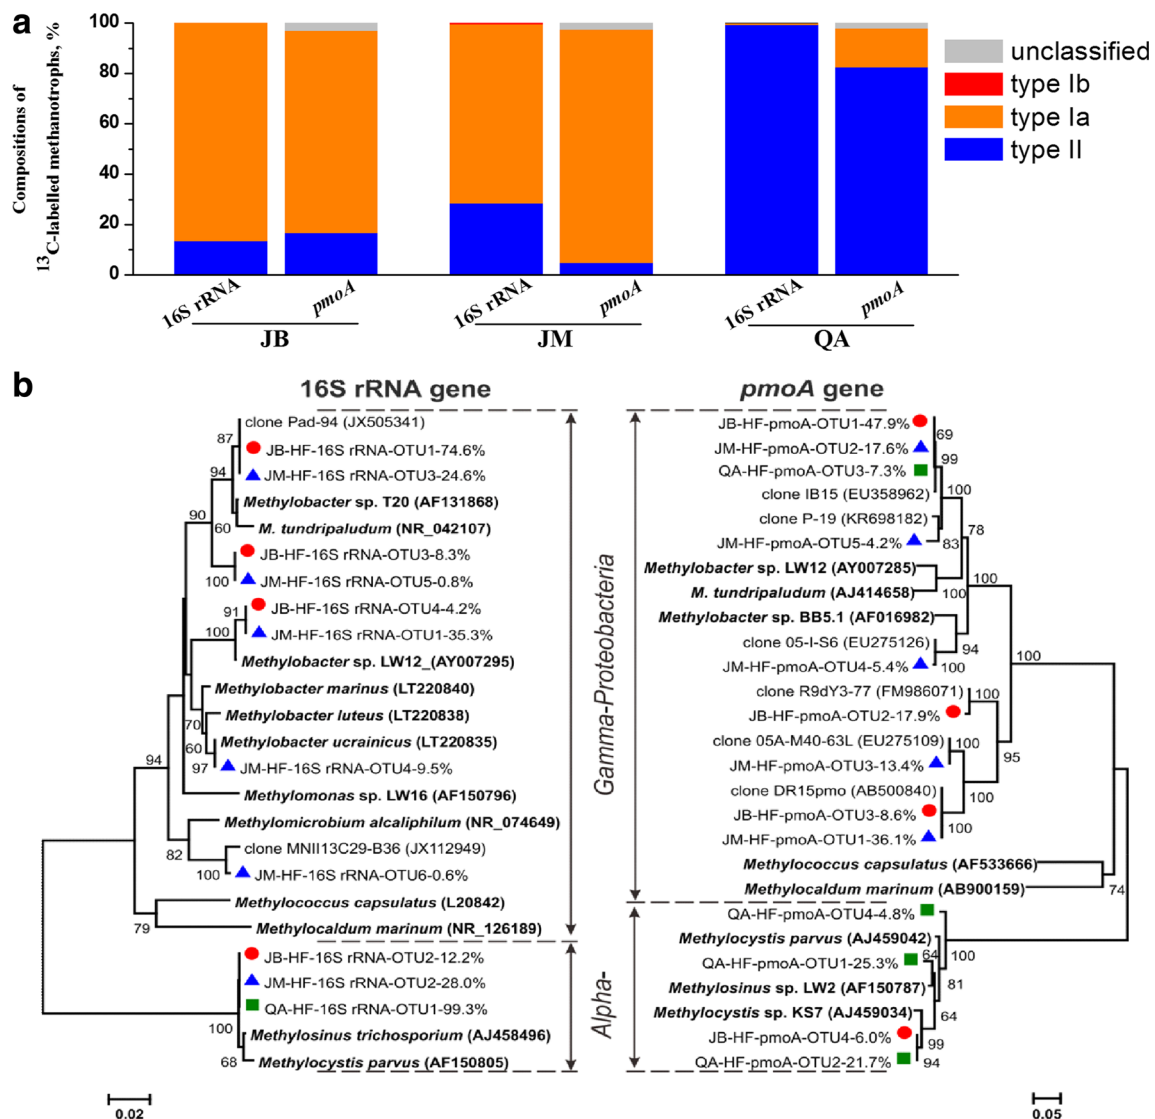 a
Compositions of
13C-labelled methanotrophs, %
100
80
60
40
20
0
unclassified
type Ib
type Ia
type II
16S rRNA
pmoA
16S rRNA
pmoA
16S rRNA
pmoA
JB
JM
QA
b
16S rRNA gene
clone Pad-94 (JX505341)
87
JB-HF-16S rRNA-OTU1-74.6%
JM-HF-16S rRNA-OTU3-24.6%
94
Methylobacter sp. T20 (AF131868)
90
60
M. tundripaludum (NR_042107)
JB-HF-16S rRNA-OTU3-8.3%
100
JM-HF-16S rRNA-OTU5-0.8%
91
JB-HF-16S rRNA-OTU4-4.2%
100
JM-HF-16S rRNA-OTU1-35.3%
Methylobacter sp. LW12_(AY007295)
Methylobacter marinus (LT220840)
Methylobacter luteus (LT220838)
70
Methylobacter ucrainicus (LT220835)
60
97
JM-HF-16S rRNA-OTU4-9.5%
94
Methylomonas sp. LW16 (AF150796)
Methylomicrobium alcaliphilum (NR_074649)
82
clone MNII13C29-B36 (JX112949)
100
JM-HF-16S rRNA-OTU6-0.6%
Methylococcus capsulatus (L20842)
79
Methylocaldum marinum (NR_126189)
JB-HF-16S rRNA-OTU2-12.2%
JM-HF-16S rRNA-OTU2-28.0%
QA-HF-16S rRNA-OTU1-99.3%
100
Methylosinus trichosporium (AJ458496)
68
Methylocystis parvus (AF150805)
0.02
Gamma-Proteobacteria
Alpha-
pmoA gene
JB-HF-pmoA-OTU1-47.9%
69
JM-HF-pmoA-OTU2-17.6%
99
QA-HF-pmoA-OTU3-7.3%
clone IB15 (EU358962)
100
clone P-19 (KR698182)
78
JM-HF-pmoA-OTU5-4.2%
83
Methylobacter sp. LW12 (AY007285)
100
M. tundripaludum (AJ414658)
100
Methylobacter sp. BB5.1 (AF016982)
clone 05-I-S6 (EU275126)
94
JM-HF-pmoA-OTU4-5.4%
100
100
clone R9dY3-77 (FM986071)
100
JB-HF-pmoA-OTU2-17.9%
clone 05A-M40-63L (EU275109)
100
95
JM-HF-pmoA-OTU3-13.4%
clone DR15pmo (AB500840)
100
JB-HF-pmoA-OTU3-8.6%
100
JM-HF-pmoA-OTU1-36.1%
Methylococcus capsulatus (AF533666)
Methylocaldum marinum (AB900159)
74
QA-HF-pmoA-OTU4-4.8%
Methylocystis parvus (AJ459042)
64
100
QA-HF-pmoA-OTU1-25.3%
81
Methylosinus sp. LW2 (AF150787)
Methylocystis sp. KS7 (AJ459034)
64
JB-HF-pmoA-OTU4-6.0%
99
QA-HF-pmoA-OTU2-21.7%
94
0.05